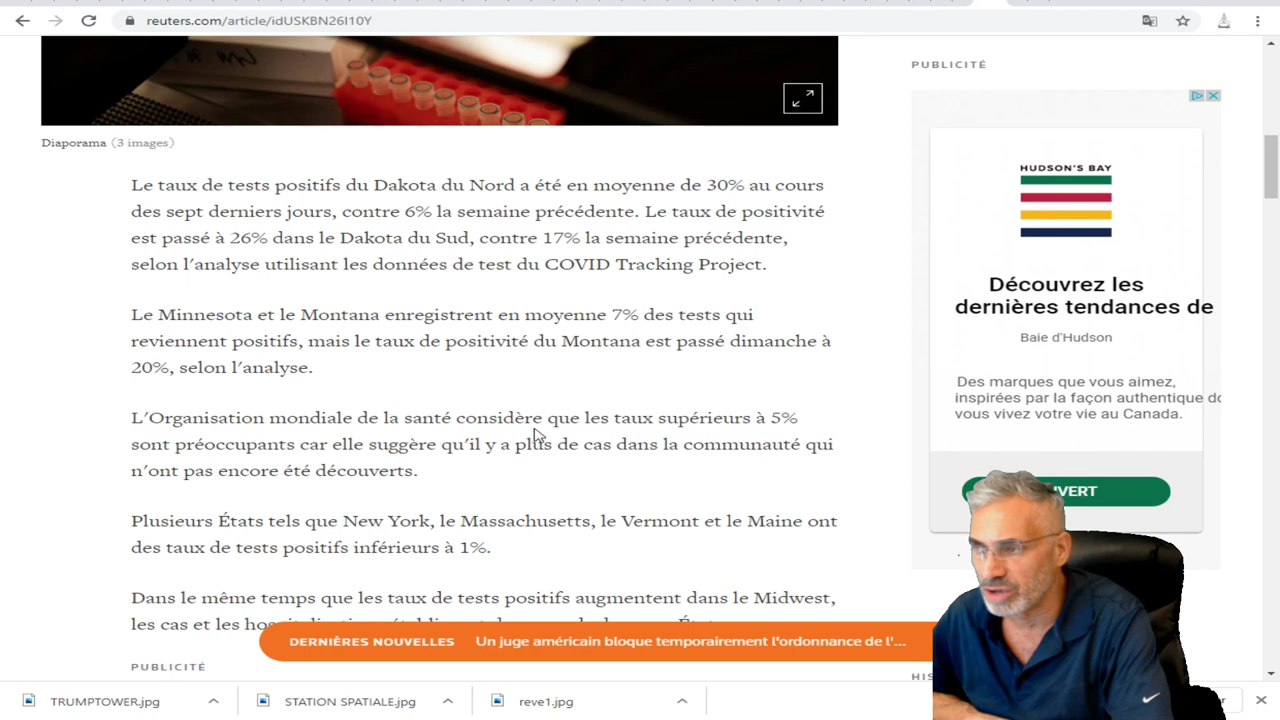 reuters.com/article/idUSKBN26I10Y
PUBLICITÉ
Diaporama (3 images)
Le taux de tests positifs du Dakota du Nord a été en moyenne de 30% au cours
des sept derniers jours, contre 6% la semaine précédente. Le taux de positivité
est passé à 26% dans le Dakota du Sud, contre 17% la semaine précédente,
selon l'analyse utilisant les données de test du COVID Tracking Project.
Le Minnesota et le Montana enregistrent en moyenne 7% des tests qui
reviennent positifs, mais le taux de positivité du Montana est passé dimanche à
20%, selon l'analyse.
L'Organisation mondiale de la santé considère que les taux supérieurs à 5%
sont préoccupants car elle suggère qu'il y a plus de cas dans la communauté qui
n'ont pas encore été découverts.
Plusieurs États tels que New York, le Massachusetts, le Vermont et le Maine ont
des taux de tests positifs inférieurs à 1%.
Dans le même temps que les taux de tests positifs augmentent dans le Midwest,
les cas et les
DERNIÈRES NOUVELLES Un juge américain bloque temporairement l'ordonnance de l'...
PUBLICITÉ
HUDSON'S BAY
Découvrez les
dernières tendances de
Baie d'Hudson
Des marques que vous aimez,
inspirées par la façon authentique do
vous vivez votre vie au Canada.
VERT
HIS
TRUMPTOWER.jpg
STATION SPATIALE.jpg
reve1.jpg